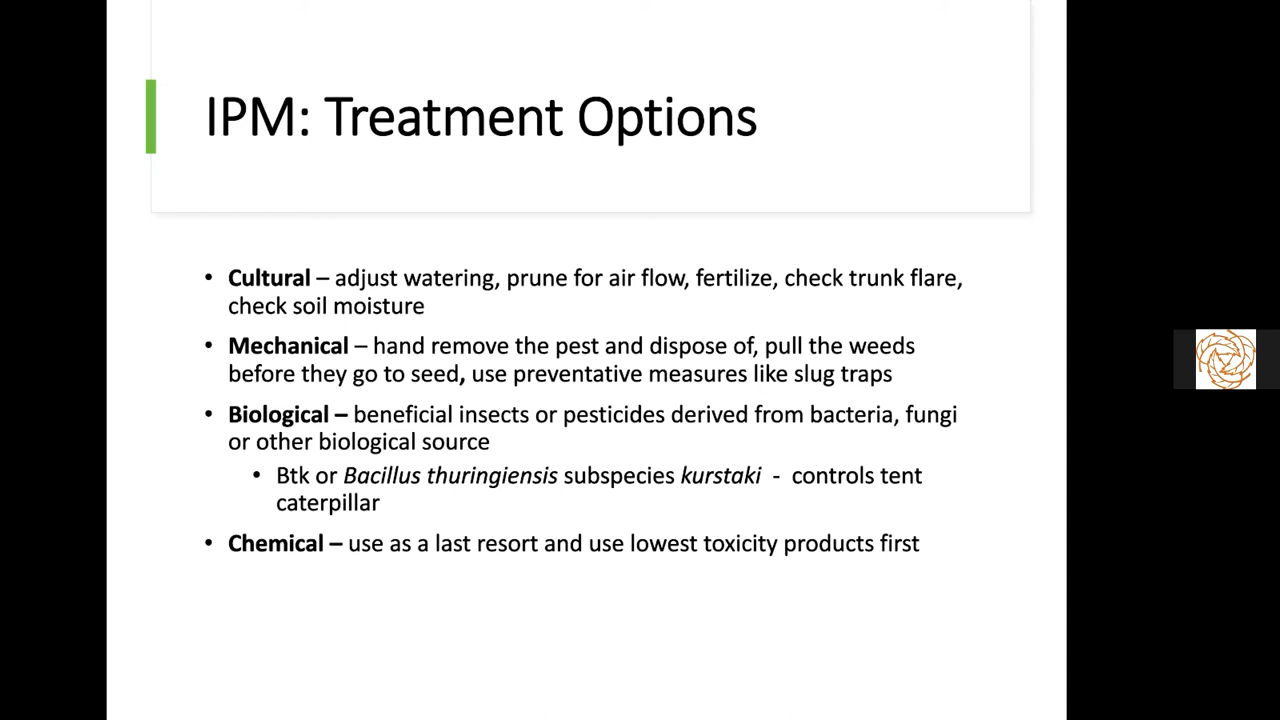 IPM: Treatment Options
• Cultural – adjust watering, prune for air flow, fertilize, check trunk flare,
check soil moisture
• Mechanical – hand remove the pest and dispose of, pull the weeds
before they go to seed, use preventative measures like slug traps
• Biological – beneficial insects or pesticides derived from bacteria, fungi
or other biological source
• Btk or Bacillus thuringiensis subspecies kurstaki - controls tent
caterpillar
• Chemical – use as a last resort and use lowest toxicity products first